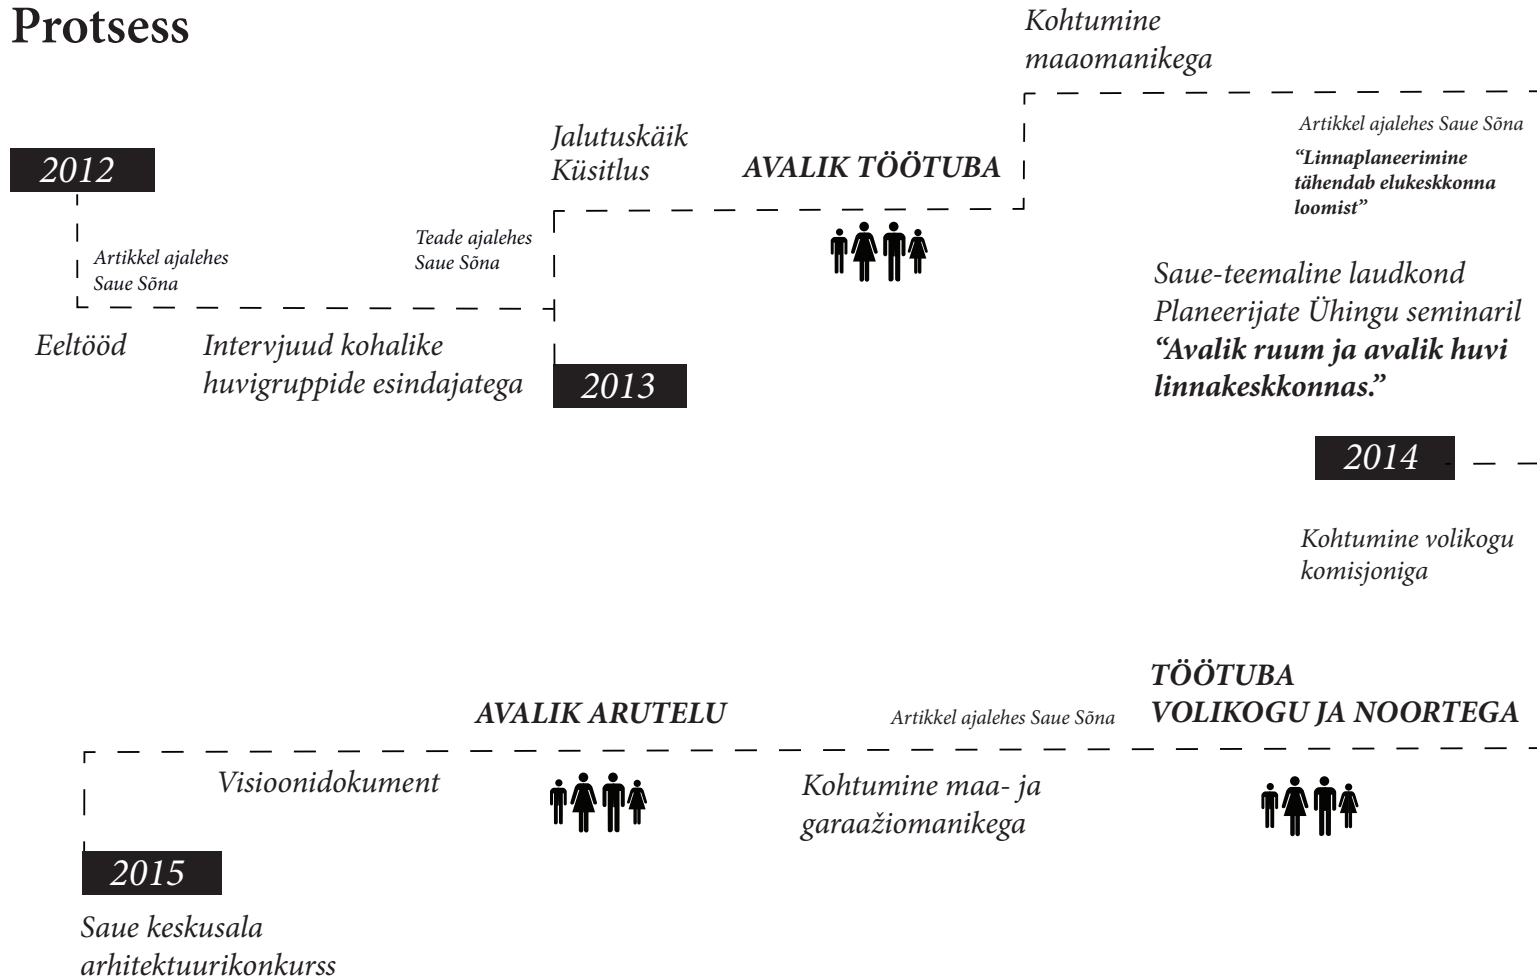 Protsess
2012
Artikkel ajalehes
Saue Sõna
Eeltööd
Intervjuud kohalike
huvigruppide esindajatega
Teade ajalehes
Saue Sõna
2013
Jalutuskäik
Küsitlus
AVALIK TÖÖTUBA
Kohtumine
maaomanikega
Artikkel ajalehes Saue Sõna
“Linnaplaneerimine
tähendab elukeskkonna
loomist”
Saue-teemaline laudkond
Planeerijate Ühingu seminaril
“Avalik ruum ja avalik huvi
linnakeskkonnas.”
2014
Kohtumine volikogu
komisjoniga
TÖÖTUBA
VOLIKOGU JA NOORTEGA
Artikkel ajalehes Saue Sõna
Kohtumine maa- ja
garaažiomanikega
AVALIK ARUTELU
Visioonidokument
2015
Saue keskusala
arhitektuurikonkurss